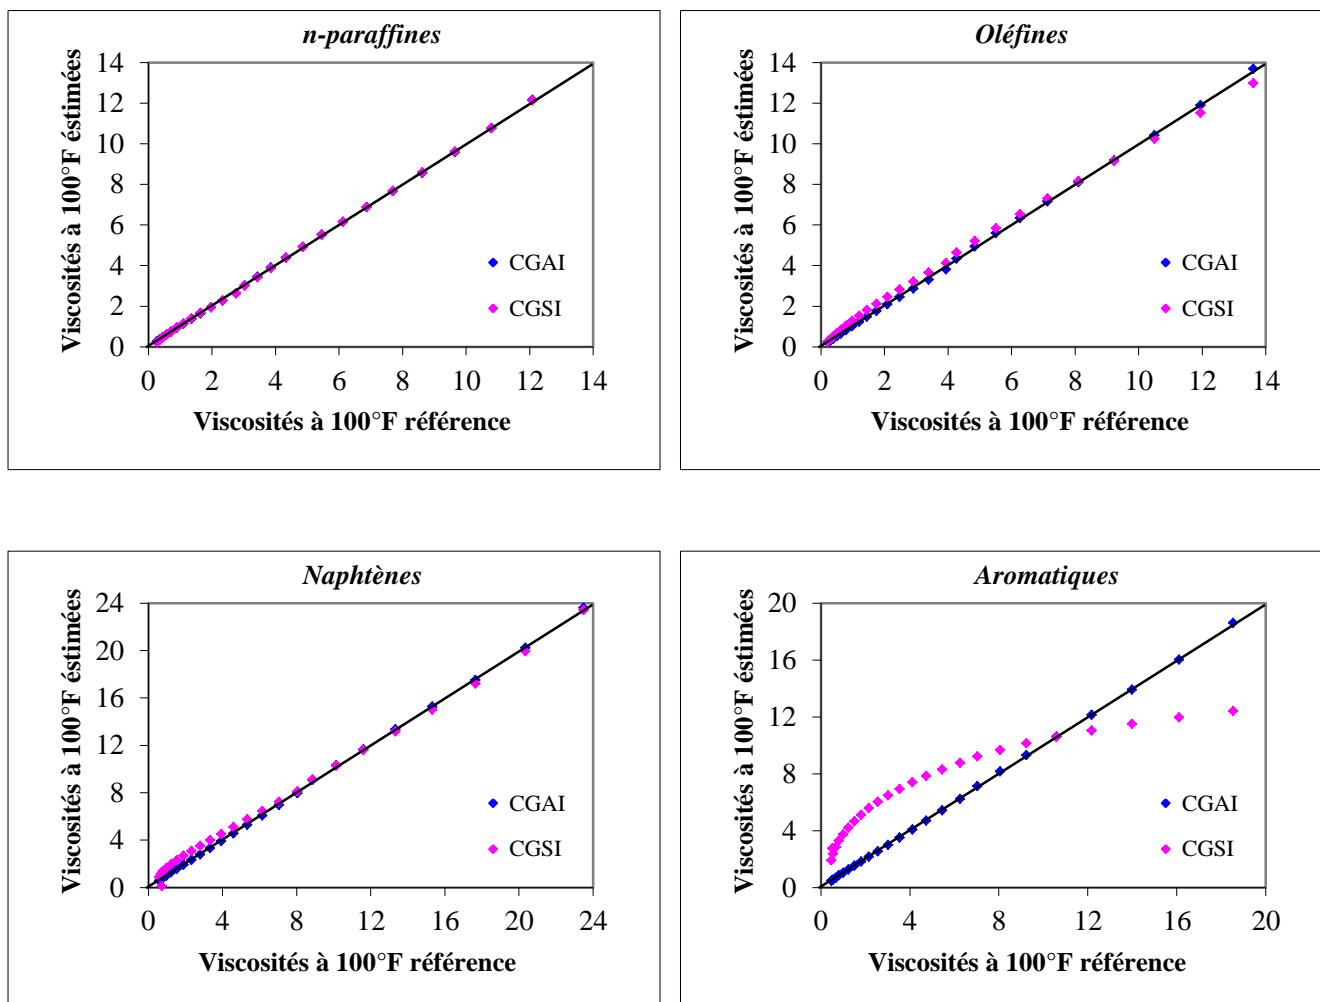 n-paraffines
Viscosités à 100°F éstimées
14
12
10
8
6
4
2
0
CGAI
CGSI
0 2 4 6 8 10 12 14
Viscosités à 100°F référence
Oléfines
Viscosités à 100°F éstimées
14
12
10
8
6
4
2
0
CGAI
CGSI
0 2 4 6 8 10 12 14
Viscosités à 100°F référence
Naphtènes
Viscosités à 100°F éstimées
24
20
16
12
8
4
0
CGAI
CGSI
0 4 8 12 16 20 24
Viscosités à 100°F référence
Aromatiques
Viscosités à 100°F éstimées
20
16
12
8
4
0
CGAI
CGSI
0 4 8 12 16 20
Viscosités à 100°F référence